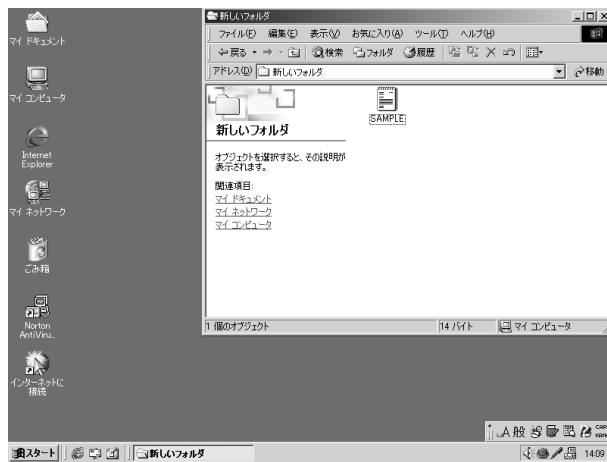 マイ ドキュメント
マイ コンピュータ
Internet
Explorer
マイ ネットワーク
ごみ箱
Norton
AntiViru...
インターネットに
接続
新しいフォルダ
ファイル(F) 編集(E) 表示(V) お気に入り(A) ツール(T) ヘルプ(H)
戻る 検索 フォルダ 履歴
アドレス(D) 新しいフォルダ 移動
新しいフォルダ
オブジェクトを選択すると、その説明が
表示されます。
関連項目:
マイ ドキュメント
マイ ネットワーク
マイ コンピュータ
SAMPLE
1 個のオブジェクト 14 バイト マイ コンピュータ
A 般
CAPS
スタート 新しいフォルダ 14:09